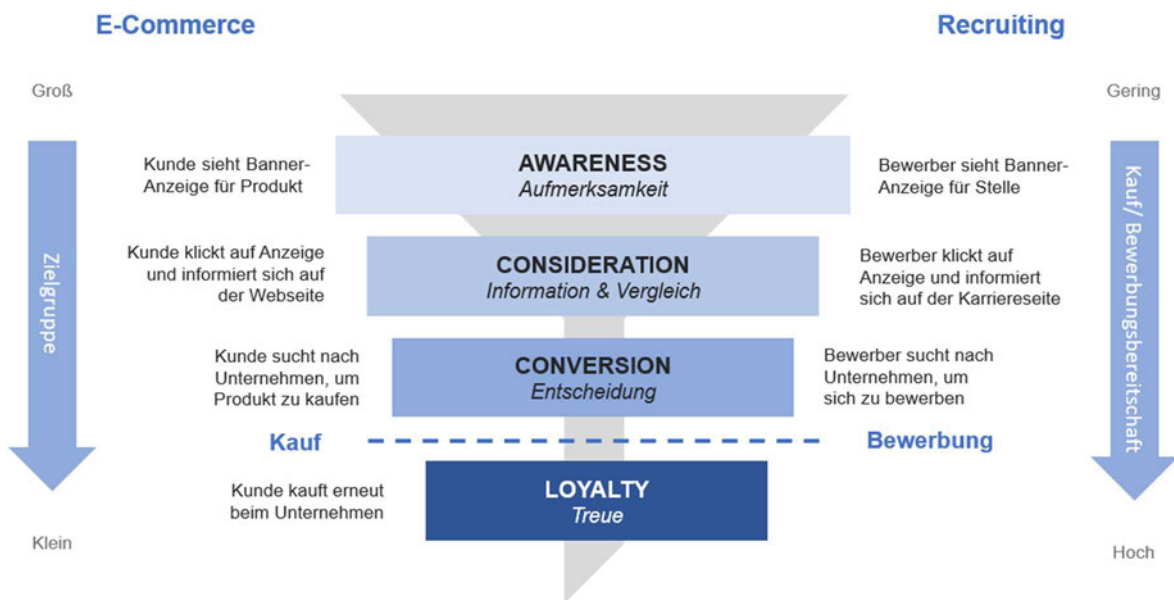 E-Commerce
Recruiting
Groß
Gering
Kunde sieht Banner-
Anzeige für Produkt
AWARENESS
Aufmerksamkeit
Bewerber sieht Banner-
Anzeige für Stelle
Kunde klickt auf Anzeige
und informiert sich auf
der Webseite
CONSIDERATION
Information & Vergleich
Bewerber klickt auf
Anzeige und informiert
sich auf der Karriereseite
Zielgruppe
Kauf/ Bewerbungsbereitschaft
Kunde sucht nach
Unternehmen, um
Produkt zu kaufen
CONVERSION
Entscheidung
Bewerber sucht nach
Unternehmen, um
sich zu bewerben
Kauf
Bewerbung
Kunde kauft erneut
beim Unternehmen
LOYALTY
Treue
Klein
Hoch